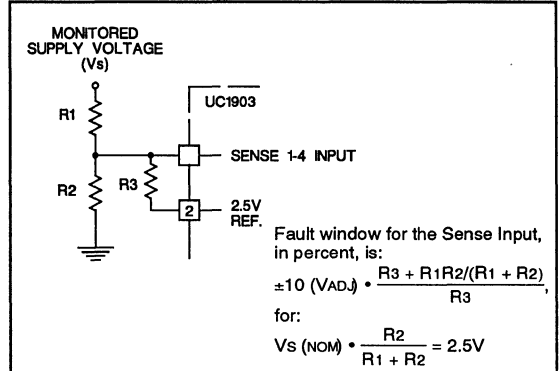 MONITORED
SUPPLY VOLTAGE
(Vs)
UC1903
R1
SENSE 1-4 INPUT
R2
R3
2
2.5V
REF.
Fault window for the Sense Input,
in percent, is:
±10 (VADJ) • R3 + R1R2/(R1 + R2)
R3 ,
for:
Vs (NOM) • R2
R1 + R2 = 2.5V